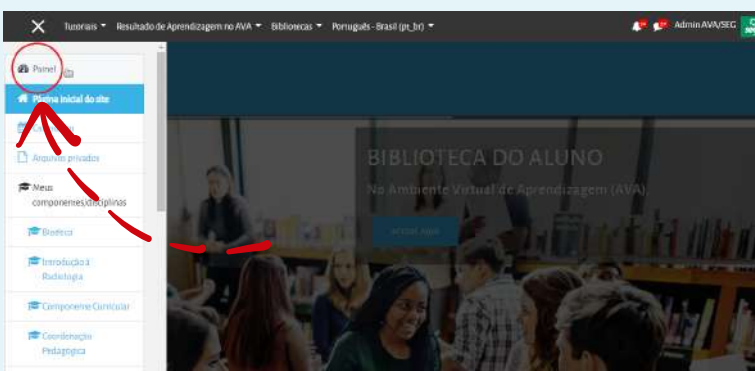 Tutoriais
Resultado de Aprendizagem no AVA
Bibliotecas
Português - Brasil (pt_br)
Admin AVA/SEG
Painel
Página inicial do site
Arquivos privados
Meus
componentes/disciplinas
Introdução à
Radiologia
Componente Curricular
Coordenação
Pedagógica
BIBLIOTECA DO ALUNO
No Ambiente Virtual de Aprendizagem (AVA).